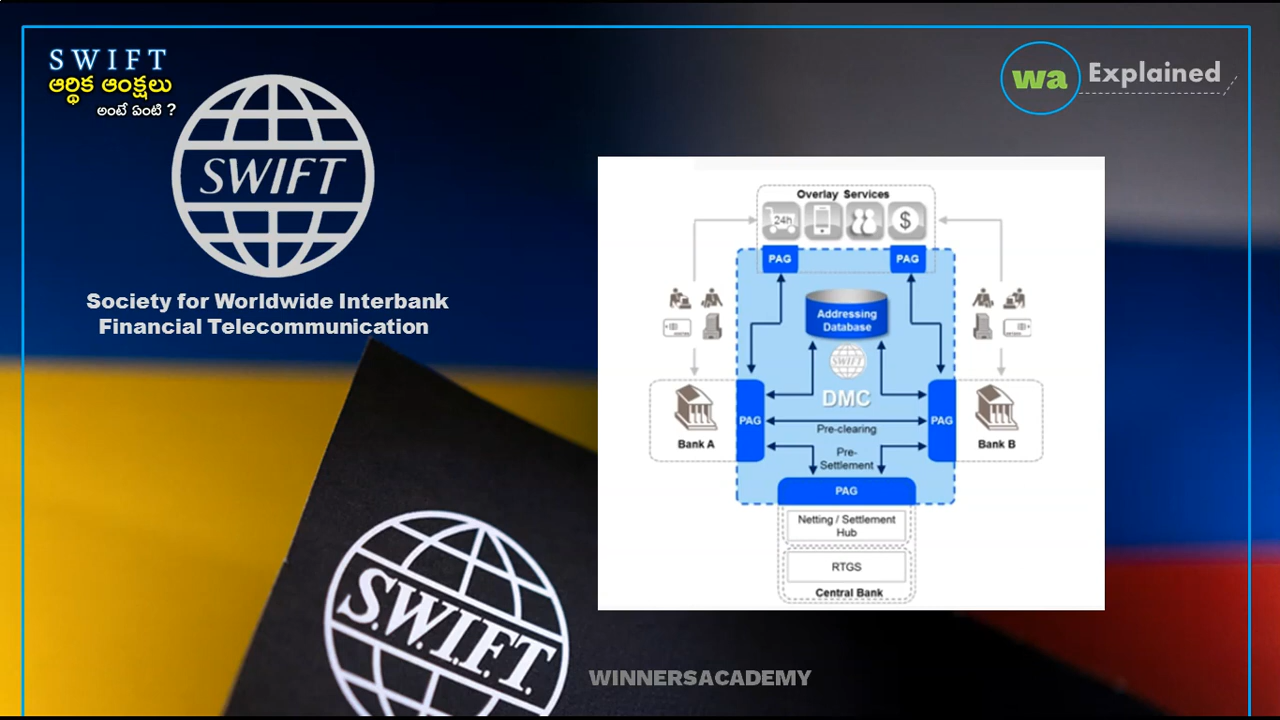 SWIFT
ఆర్థిక ఆంక్షలు
అంటే ఏంటి ?
SWIFT
Society for Worldwide Interbank
Financial Telecommunication
wa Explained
Overlay Services
24h
$
PAG
PAG
Addressing
Database
SWIFT
DMC
PAG
PAG
Bank A
Bank B
Pre-clearing
Pre-
Settlement
PAG
Netting / Settlement
Hub
RTGS
Central Bank
S.W.I.F.T.
WINNERSACADEMY